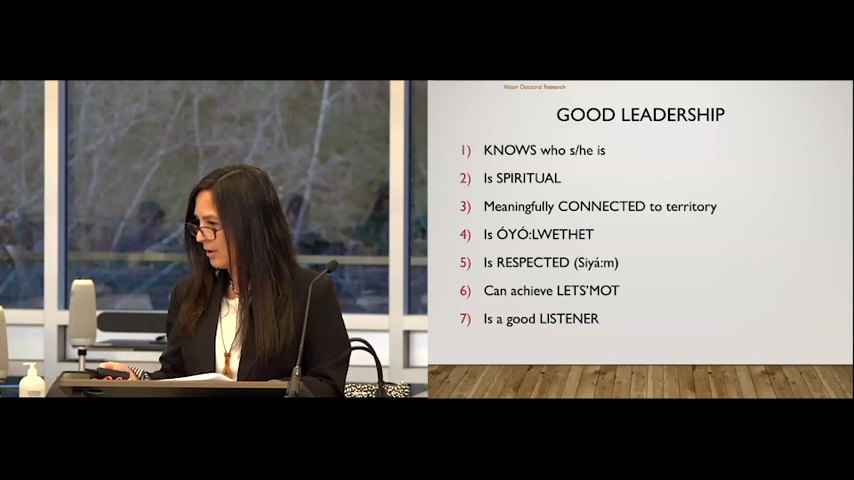 Victor Doctoral Research
GOOD LEADERSHIP
1) KNOWS who s/he is
2) Is SPIRITUAL
3) Meaningfully CONNECTED to territory
4) Is ÓYÓ:LWETHET
5) Is RESPECTED (Siyá:m)
6) Can achieve LETS'MOT
7) Is a good LISTENER